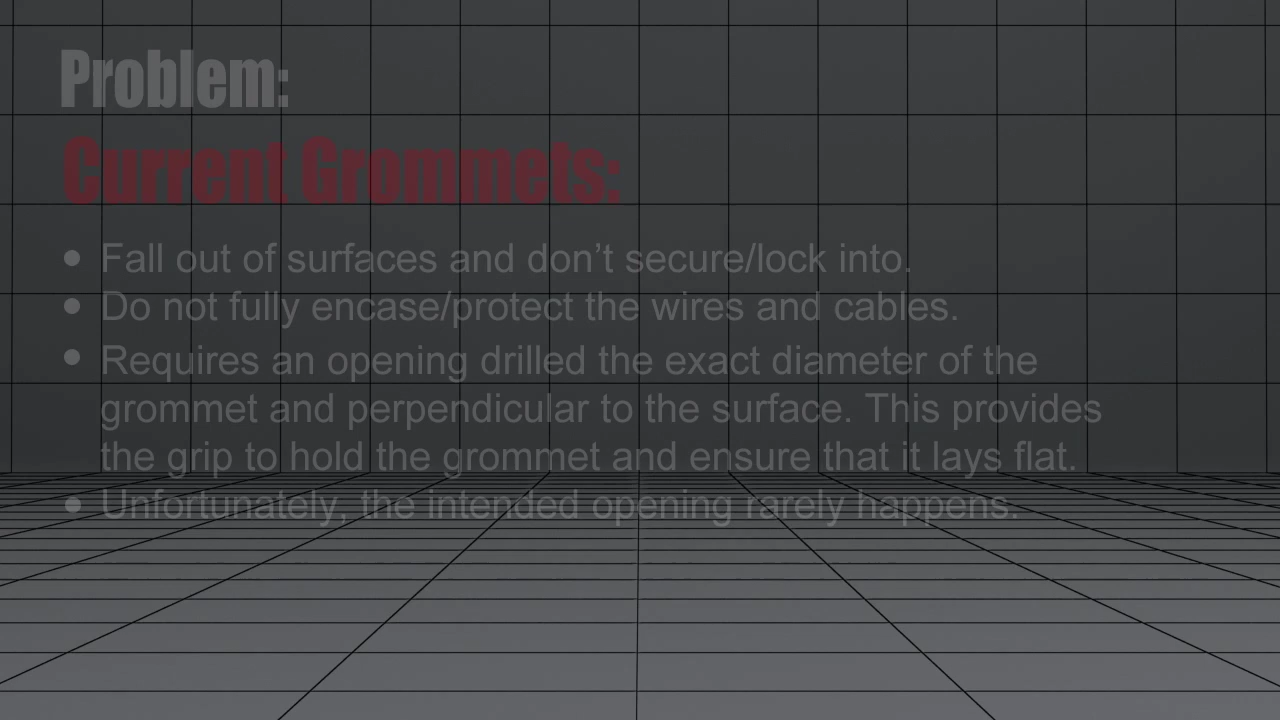 Problem:
Current Grommets:
• Fall out of surfaces and don’t secure/lock into.
• Do not fully encase/protect the wires and cables.
• Requires an opening drilled the exact diameter of the
grommet and perpendicular to the surface. This provides
the grip to hold the grommet and ensure that it lays flat.
• Unfortunately, the intended opening rarely happens.